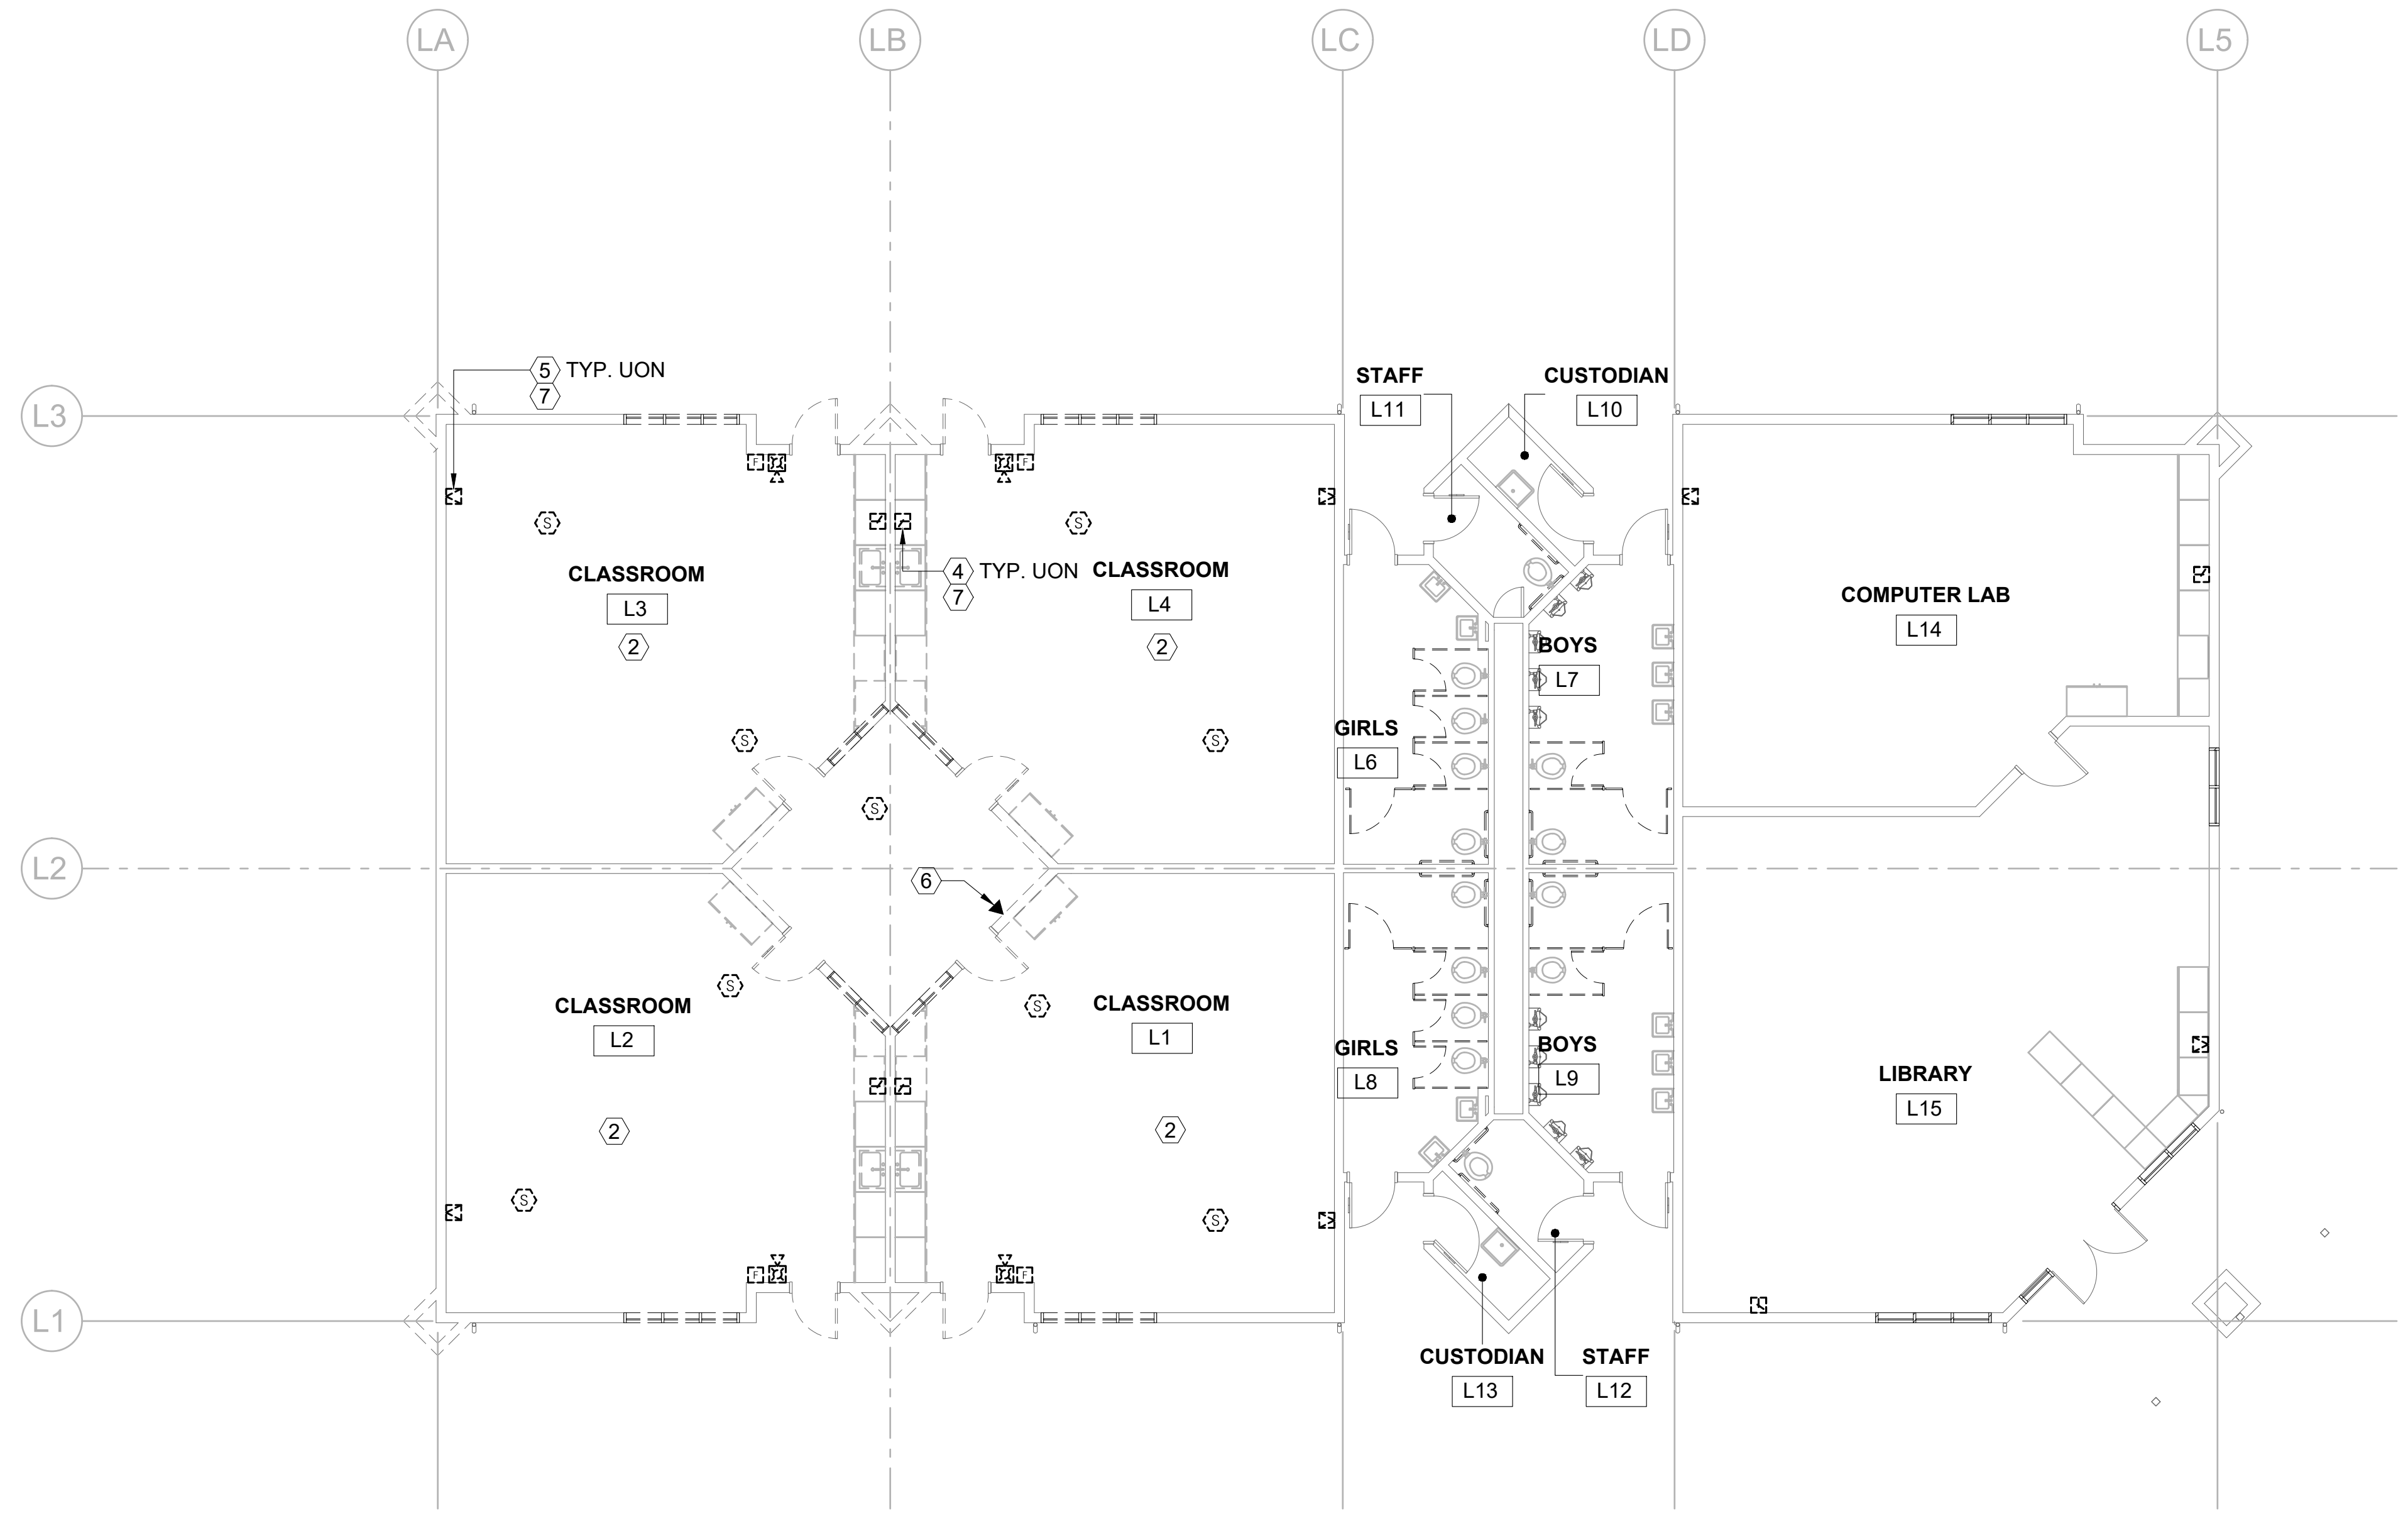 LA
LB
LC
LD
L5
5 TYP. UON
7
STAFF
CUSTODIAN
L3
L11
L10
F
F
S
S
4 TYP. UON
7
CLASSROOM
L3
2
CLASSROOM
L4
2
COMPUTER LAB
L14
BOYS
L7
GIRLS
L6
S
S
S
L2
6
S
S
CLASSROOM
L2
2
CLASSROOM
L1
2
GIRLS
L8
BOYS
L9
LIBRARY
L15
S
S
F
F
L1
CUSTODIAN
L13
STAFF
L12